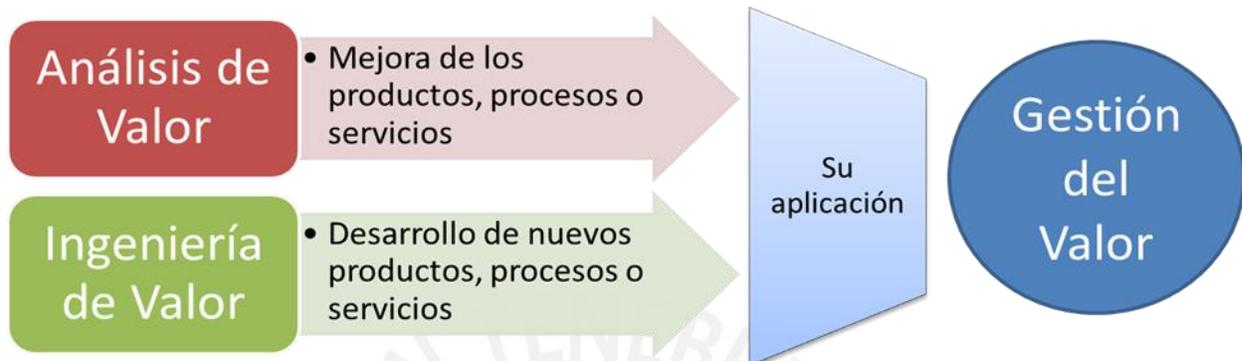 Análisis de
Valor
• Mejora de los
productos, procesos o
servicios
Ingeniería
de Valor
• Desarrollo de nuevos
productos, procesos o
servicios
Su
aplicación
Gestión
del
Valor
TENEBR